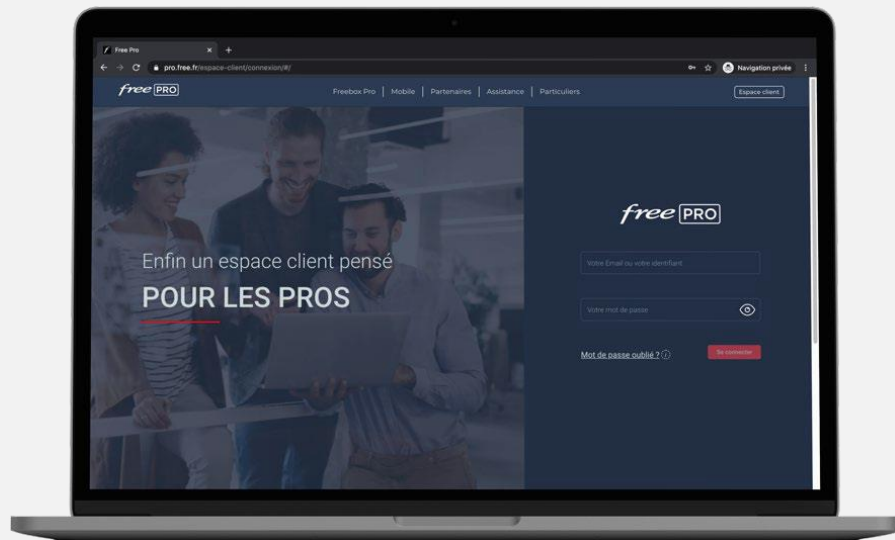 Free Pro
pro.free.fr/espace-client/connexion/#/
Navigation privée
free PRO
Freebox Pro | Mobile | Partenaires | Assistance | Particuliers
Espace client
Enfin un espace client pensé
POUR LES PROS
free PRO
Votre Email ou votre identifiant
Votre mot de passe
Mot de passe oublié ? i
Se connecter